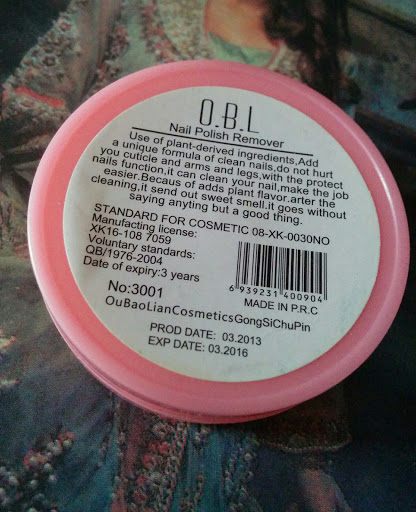 O.B.L
Nail Polish Remover
Use of plant-derived ingredients,Add
a unique formula of clean nails,do not hurt
you cuticle and arms and legs,with the protect
nails function,it can clean your nail,make the job
easier.Becaus of adds plant flavor.arter the
cleaning,it send out sweet smell,it goes without
saying anyting but a good thing.
STANDARD FOR COSMETIC 08-XK-0030NO
Manufacting license:
XK16-108 7059
Voluntary standards:
QB/1976-2004
Date of expiry:3 years
6 939231 400904
MADE IN P.R.C
No:3001
OuBaoLianCosmeticsGongSiChuPin
PROD DATE: 03.2013
EXP DATE: 03.2016